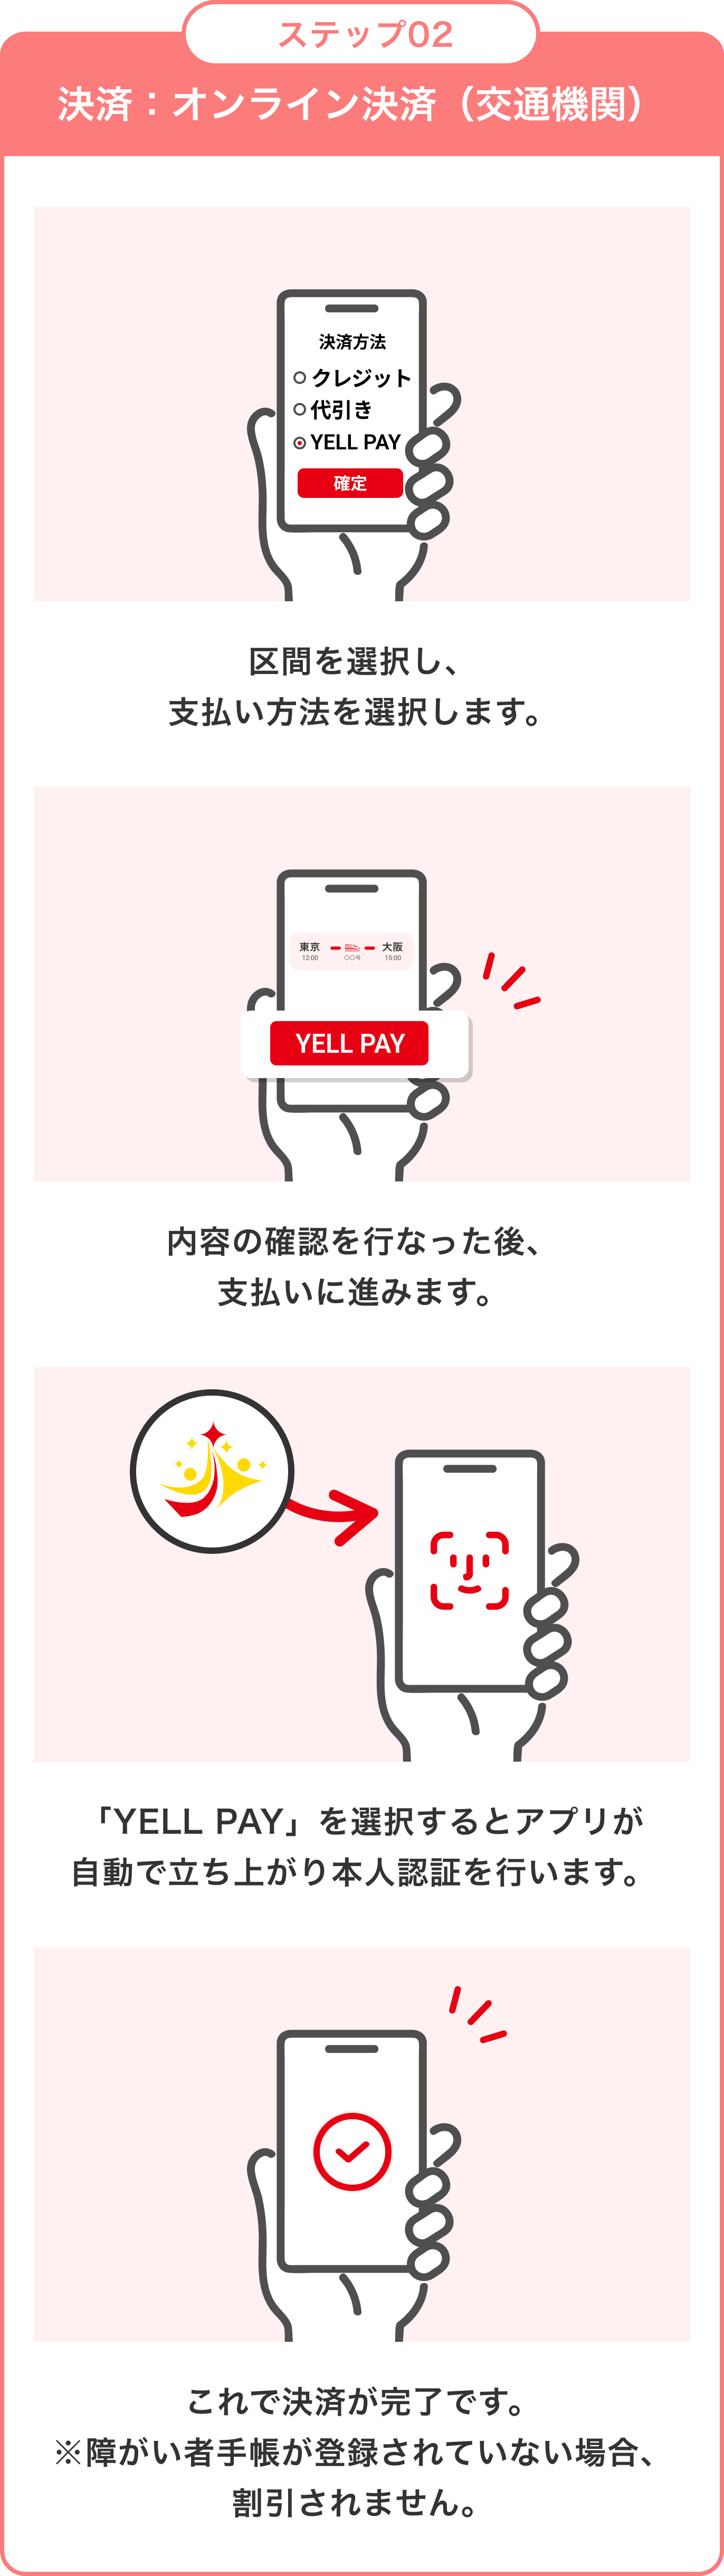 ステップ02
決済：オンライン決済（交通機関）
決済方法
クレジット
代引き
YELL PAY
確定
区間を選択し、
支払い方法を選択します。
東京 大阪
12:00 〇〇号 15:00
YELL PAY
内容の確認を行なった後、
支払いに進みます。
「YELL PAY」を選択するとアプリが
自動で立ち上がり本人認証を行います。
これで決済が完了です。
※障がい者手帳が登録されていない場合、
割引されません。